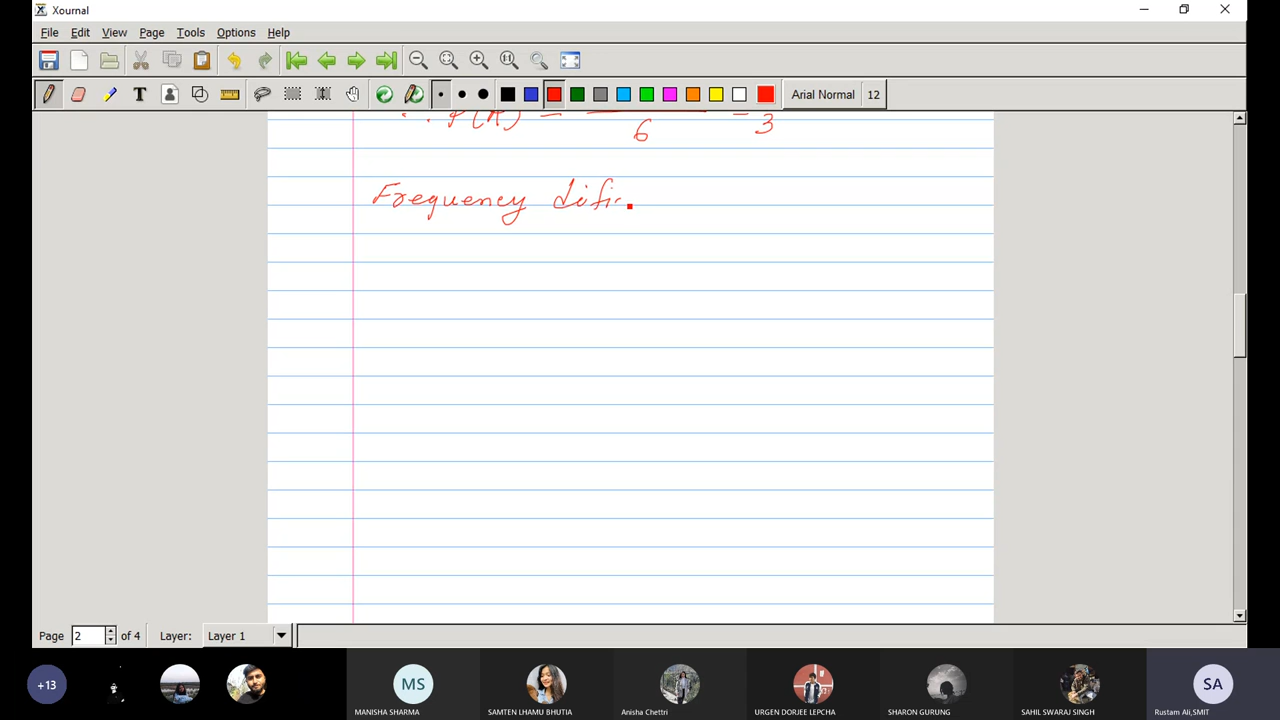 Xournal
File Edit View Page Tools Options Help
Arial Normal 12
6 3
Frequency defin
Page 2 of 4 Layer: Layer 1
+13 MS SA
MANISHA SHARMA SAMTEN LHAMU BHUTIA Anisha Chettri URGEN DORJEE LEPCHA SHARON GURUNG SAHIL SWARAJ SINGH Rustam Ali,SMIT